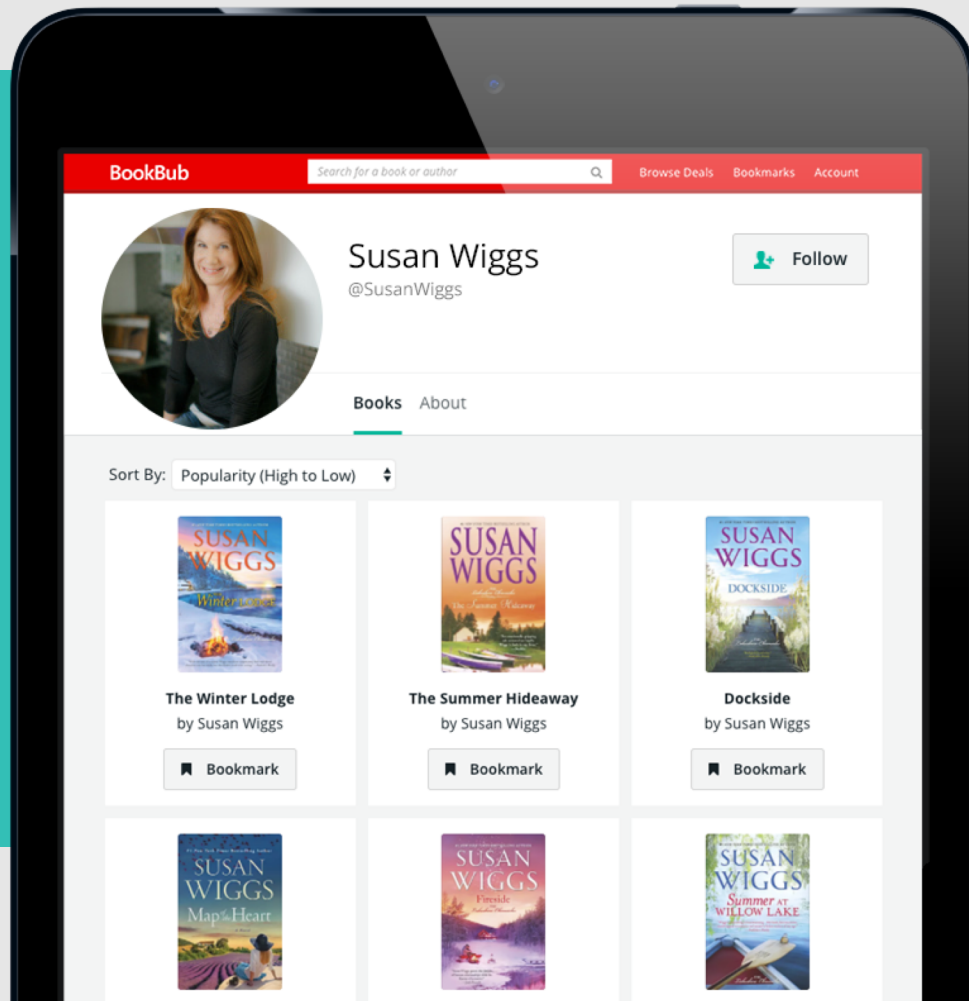 BookBub
Search for a book or author
Browse Deals Bookmarks Account
Susan Wiggs
@SusanWiggs
Follow
Books About
Sort By: Popularity (High to Low)
SUSAN
WIGGS
Winter Lodge
The Winter Lodge
by Susan Wiggs
Bookmark
SUSAN
WIGGS
The Summer Hideaway
The Summer Hideaway
by Susan Wiggs
Bookmark
SUSAN
WIGGS
DOCKSIDE
Dockside
by Susan Wiggs
Bookmark
SUSAN
WIGGS
Map of the Heart
SUSAN
WIGGS
Fireside
SUSAN
WIGGS
Summer AT
WILLOW LAKE